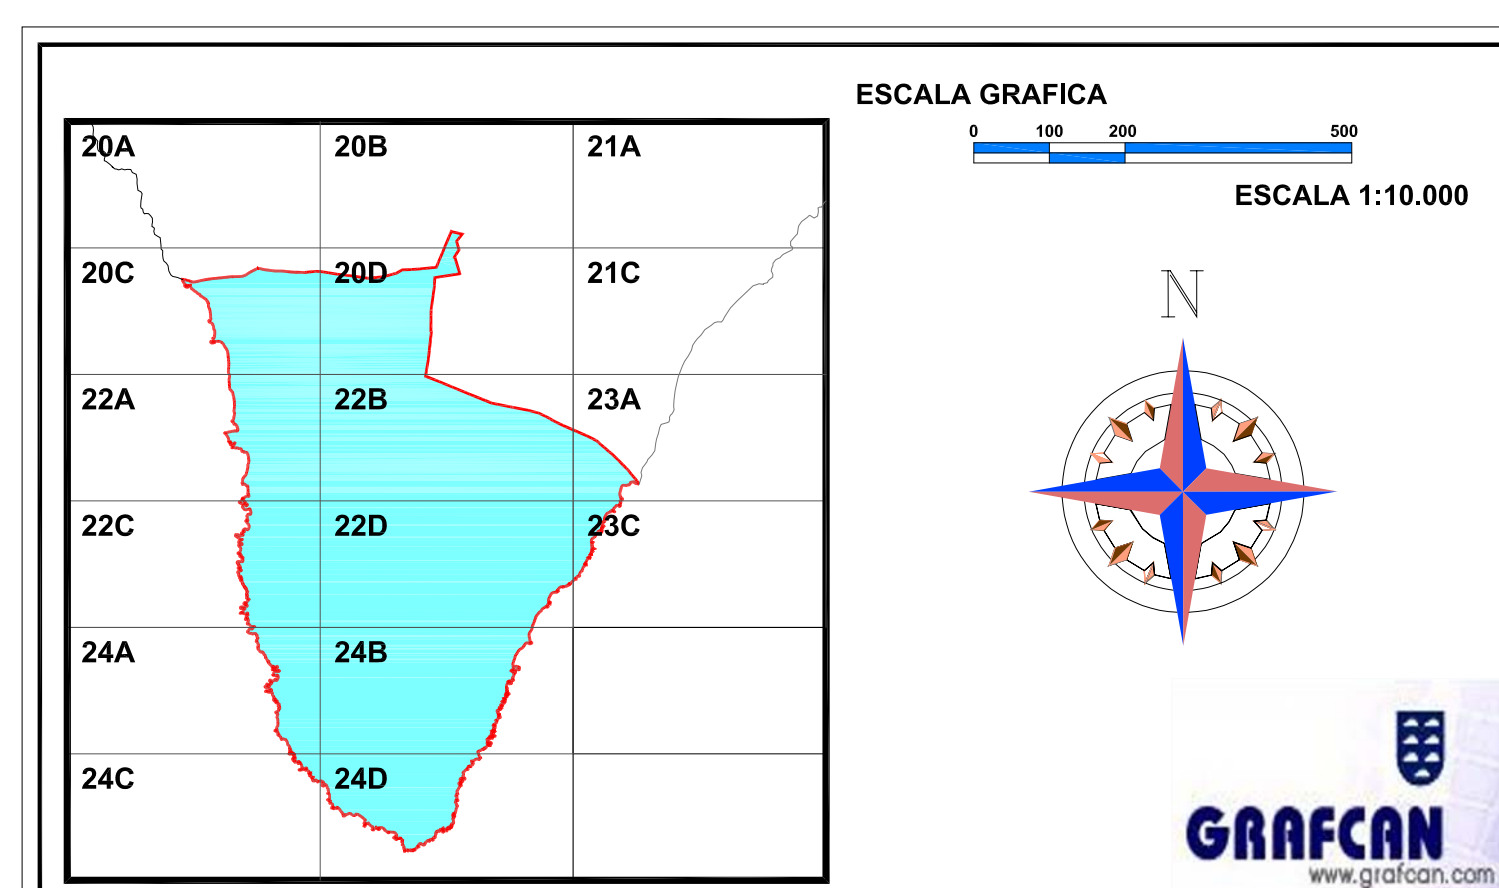 ESCALA GRAFICA
0 100 200 500
ESCALA 1:10.000
20A 20B 21A
20C 20D 21C
22A 22B 23A
22C 22D 23C
24A 24B
24C 24D
N
GRAFCAN
www.grafcan.com